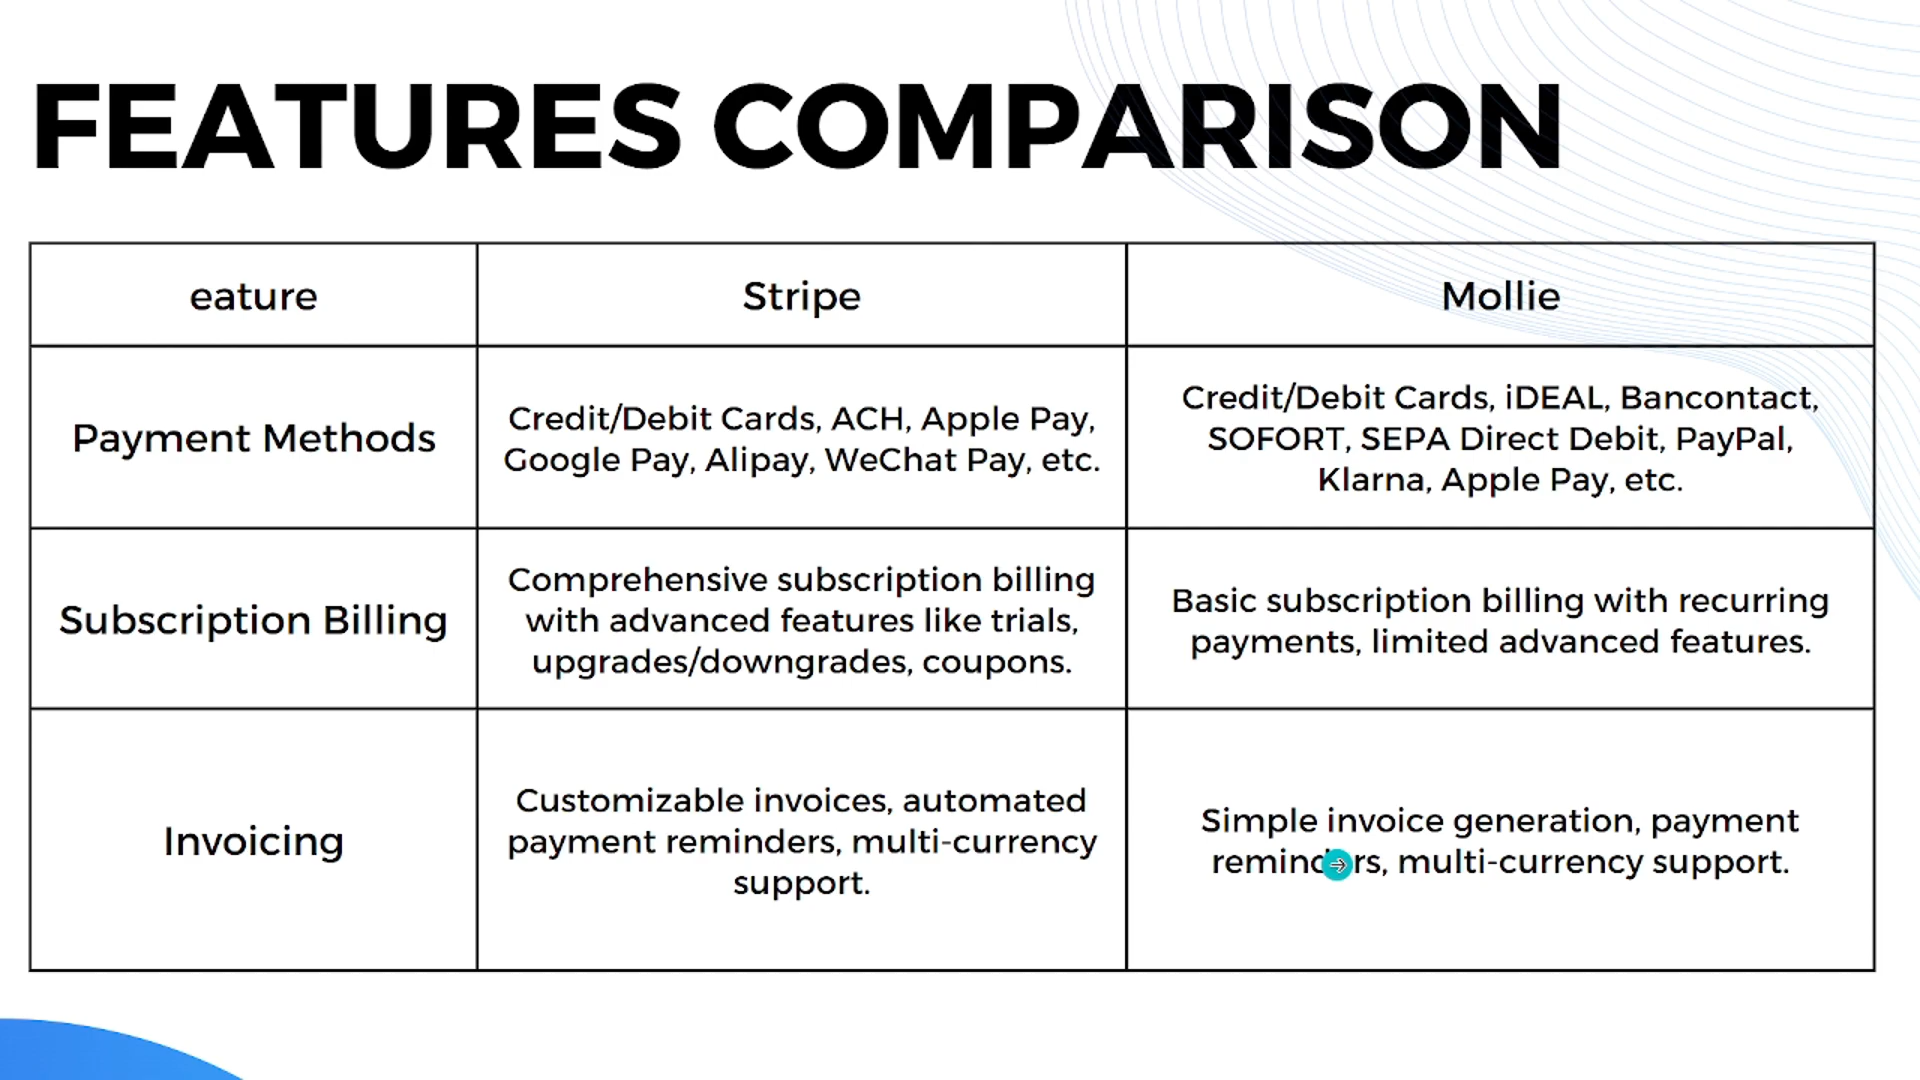 FEATURES COMPARISON
eature
Stripe
Mollie
Payment Methods
Credit/Debit Cards, ACH, Apple Pay,
Google Pay, Alipay, WeChat Pay, etc.
Credit/Debit Cards, iDEAL, Bancontact,
SOFORT, SEPA Direct Debit, PayPal,
Klarna, Apple Pay, etc.
Subscription Billing
Comprehensive subscription billing
with advanced features like trials,
upgrades/downgrades, coupons.
Basic subscription billing with recurring
payments, limited advanced features.
Invoicing
Customizable invoices, automated
payment reminders, multi-currency
support.
Simple invoice generation, payment
reminders, multi-currency support.